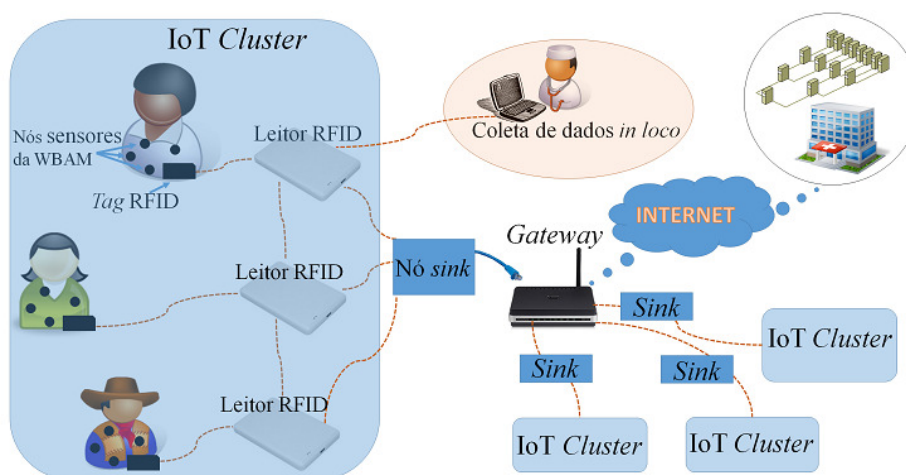 IoT Cluster
Nós sensores
da WBAM
Tag RFID
Leitor RFID
Leitor RFID
Leitor RFID
Coleta de dados in loco
Nó sink
Gateway
INTERNET
Sink
Sink
Sink
IoT Cluster
IoT Cluster
IoT Cluster